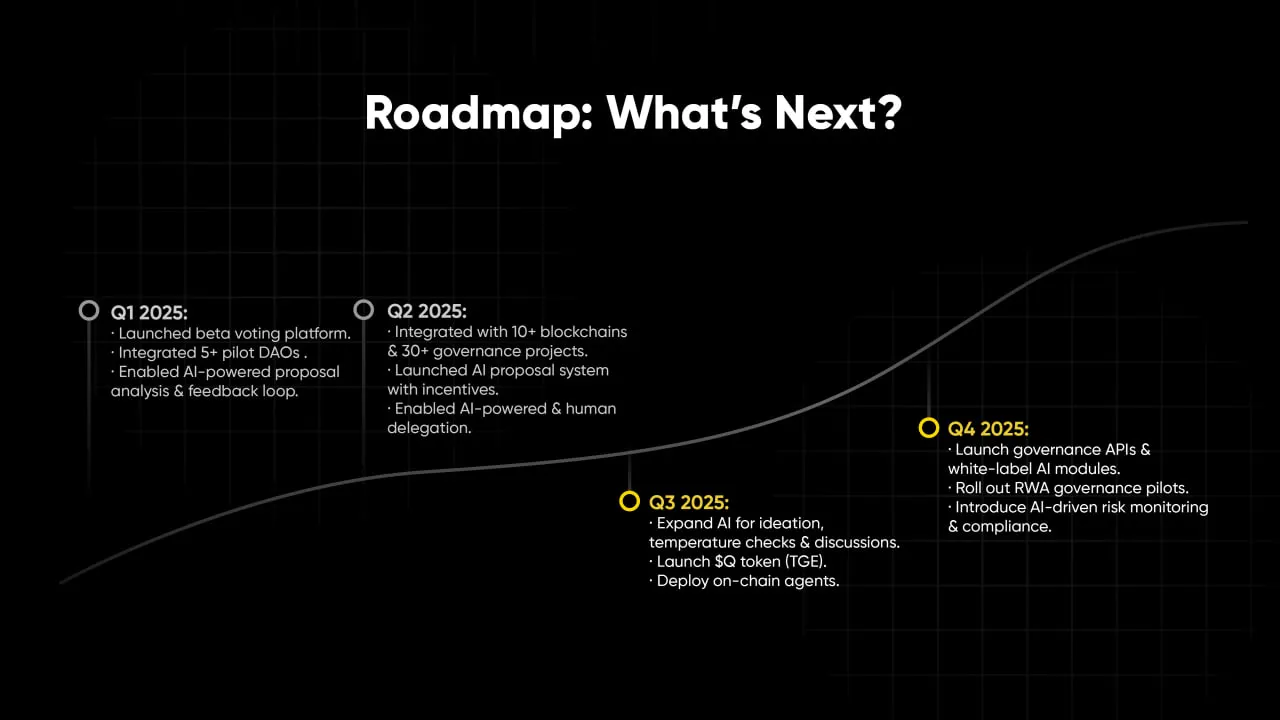 Roadmap: What's Next?
Q1 2025:
· Launched beta voting platform.
· Integrated 5+ pilot DAOs .
· Enabled AI-powered proposal
analysis & feedback loop.
Q2 2025:
· Integrated with 10+ blockchains
& 30+ governance projects.
· Launched AI proposal system
with incentives.
· Enabled AI-powered & human
delegation.
Q3 2025:
· Expand AI for ideation,
temperature checks & discussions.
· Launch $Q token (TGE).
· Deploy on-chain agents.
Q4 2025:
· Launch governance APIs &
white-label AI modules.
· Roll out RWA governance pilots.
· Introduce AI-driven risk monitoring
& compliance.